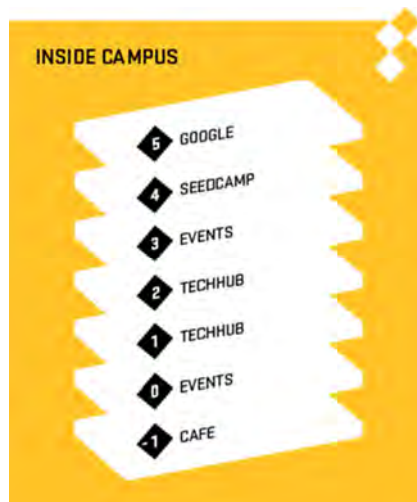 INSIDE CAMPUS
5 GOOGLE
4 SEEDCAMP
3 EVENTS
2 TECHHUB
1 TECHHUB
0 EVENTS
-1 CAFE